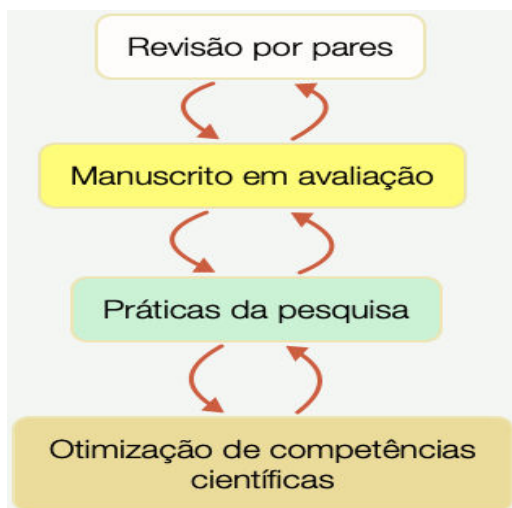 Revisão por pares
Manuscrito em avaliação
Práticas da pesquisa
Otimização de competências
científicas